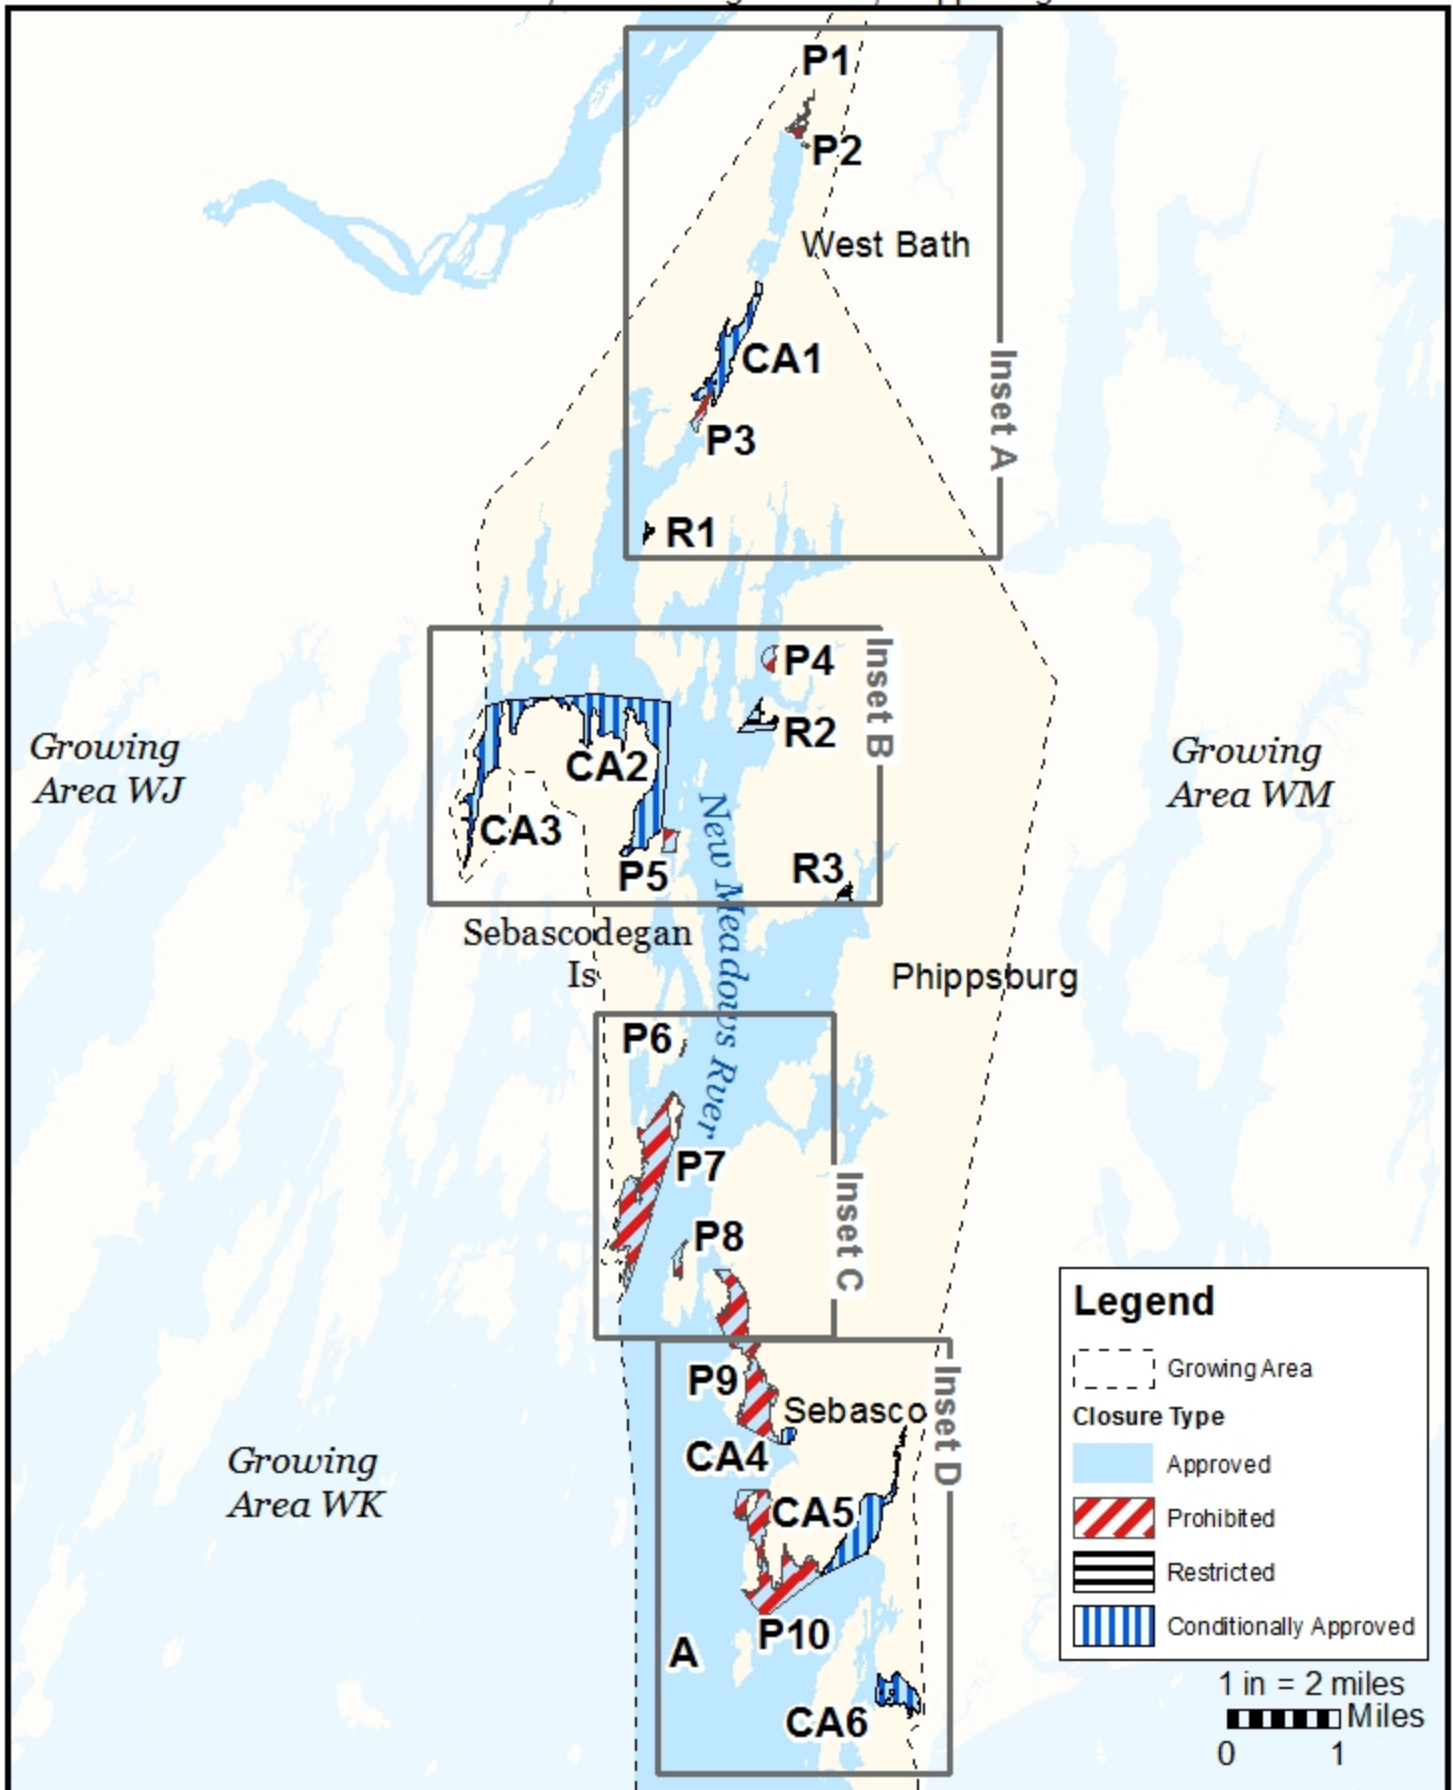 P1
P2
West Bath
CA1
Inset A
P3
R1
P4
Inset B
R2
Growing
Area WJ
Growing
Area WM
CA2
CA3
New Meadows River
P5
R3
Sebascodegan
Is
Phippsburg
P6
P7
Inset C
P8
Legend
Growing Area
Closure Type
Approved
Prohibited
Restricted
Conditionally Approved
P9
Inset D
Sebasco
CA4
Growing
Area WK
CA5
P10
A
CA6
1 in = 2 miles
Miles
0 1